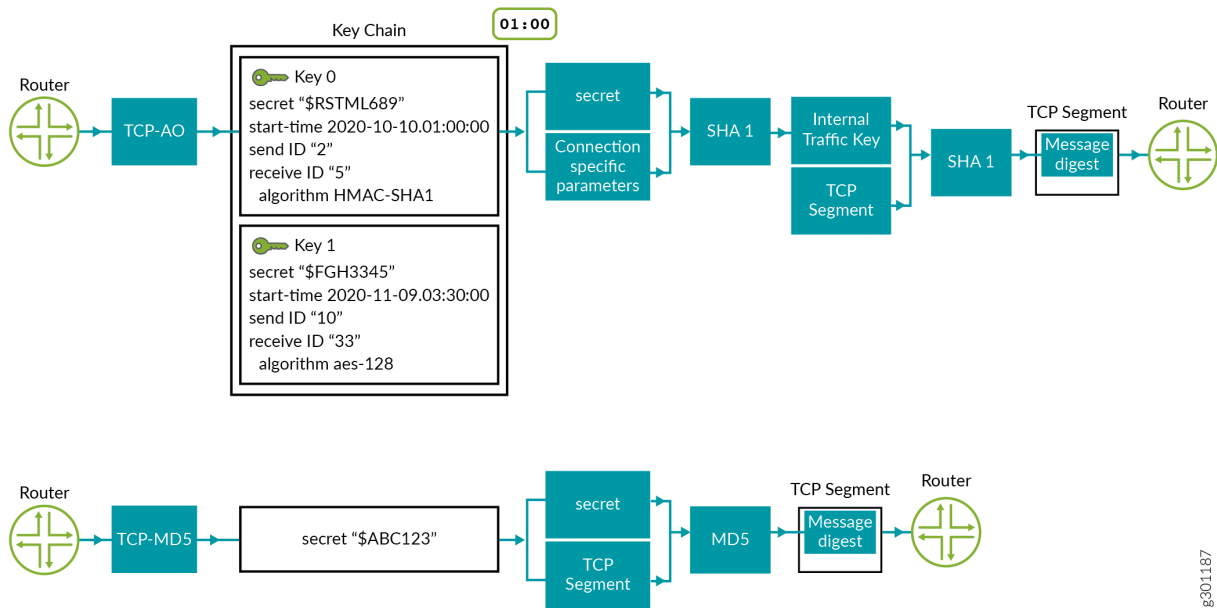 Key Chain
01:00
Router
TCP-AO
Key 0
secret “$RSTML689”
start-time 2020-10-10.01:00:00
send ID “2”
receive ID “5”
algorithm HMAC-SHA1
Key 1
secret “$FGH3345”
start-time 2020-11-09.03:30:00
send ID “10”
receive ID “33”
algorithm aes-128
secret
Connection
specific
parameters
SHA 1
Internal
Traffic Key
TCP
Segment
SHA 1
TCP Segment
Message
digest
Router
Router
TCP-MD5
secret “$ABC123”
secret
TCP
Segment
MD5
TCP Segment
Message
digest
Router
g301187